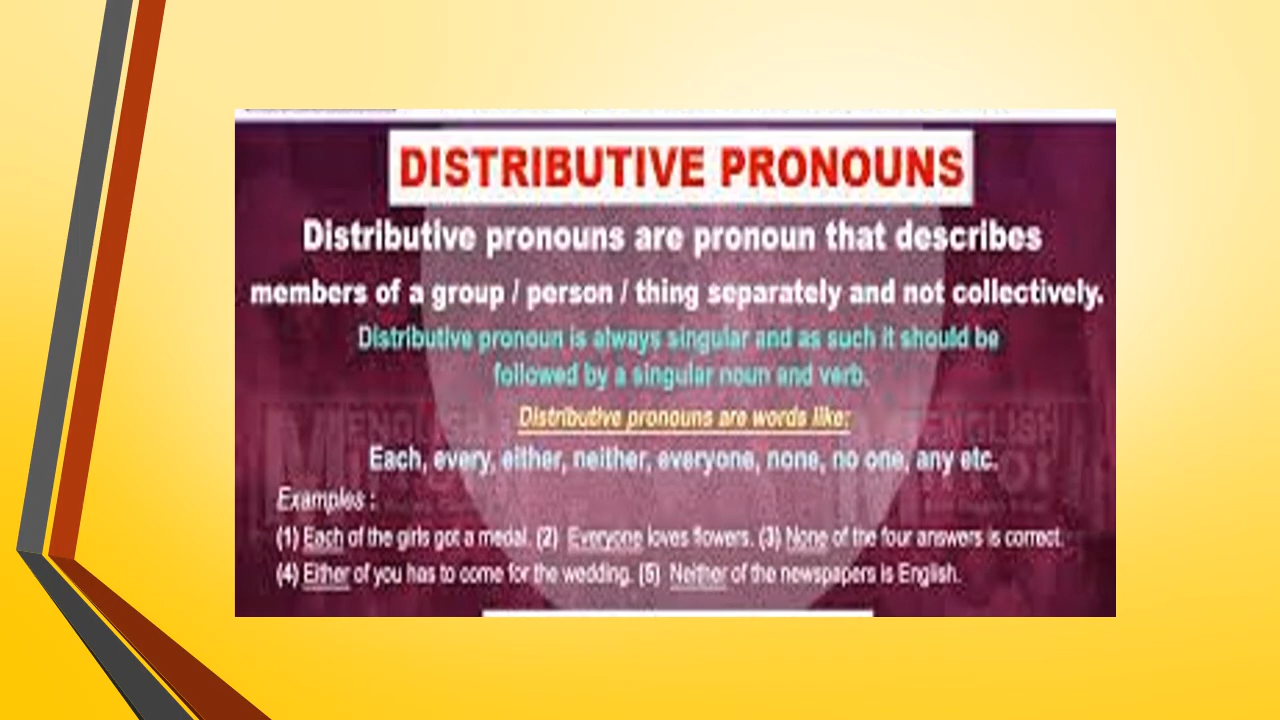 DISTRIBUTIVE PRONOUNS
Distributive pronouns are pronoun that describes
members of a group / person / thing separately and not collectively.
Distributive pronoun is always singular and as such it should be
followed by a singular noun and verb.
Distributive pronouns are words like:
Each, every, either, neither, everyone, none, no one, any etc.
Examples :
(1) Each of the girls got a medal. (2) Everyone loves flowers. (3) None of the four answers is correct.
(4) Either of you has to come for the wedding. (5) Neither of the newspapers is English.